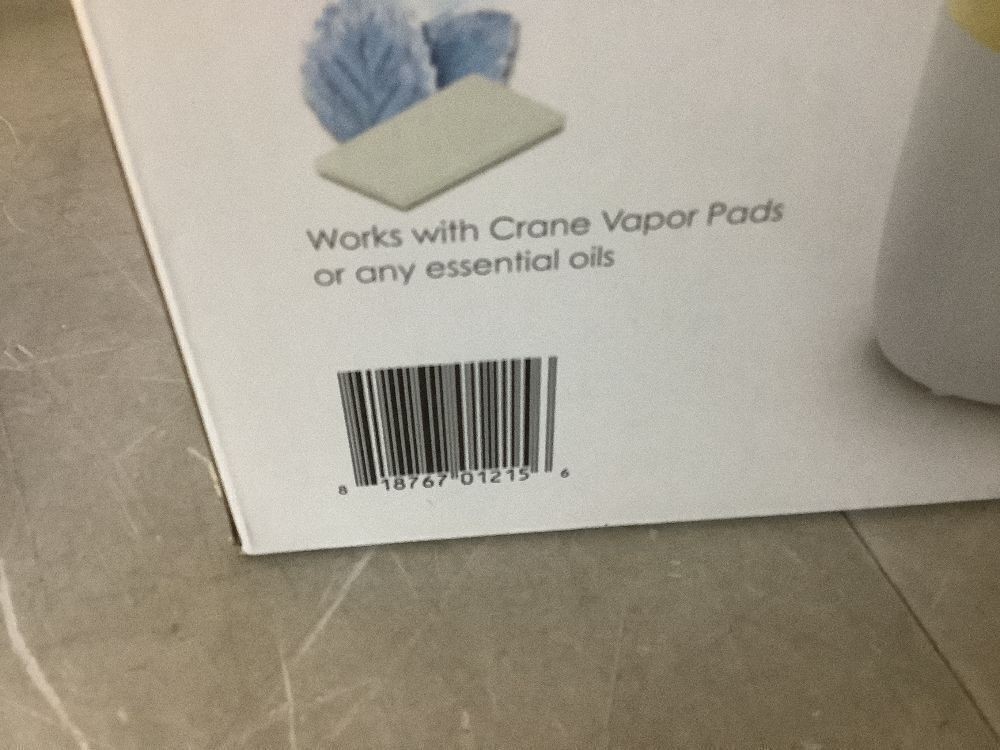 Works with Crane Vapor Pads
or any essential oils
8 18767 01215 6